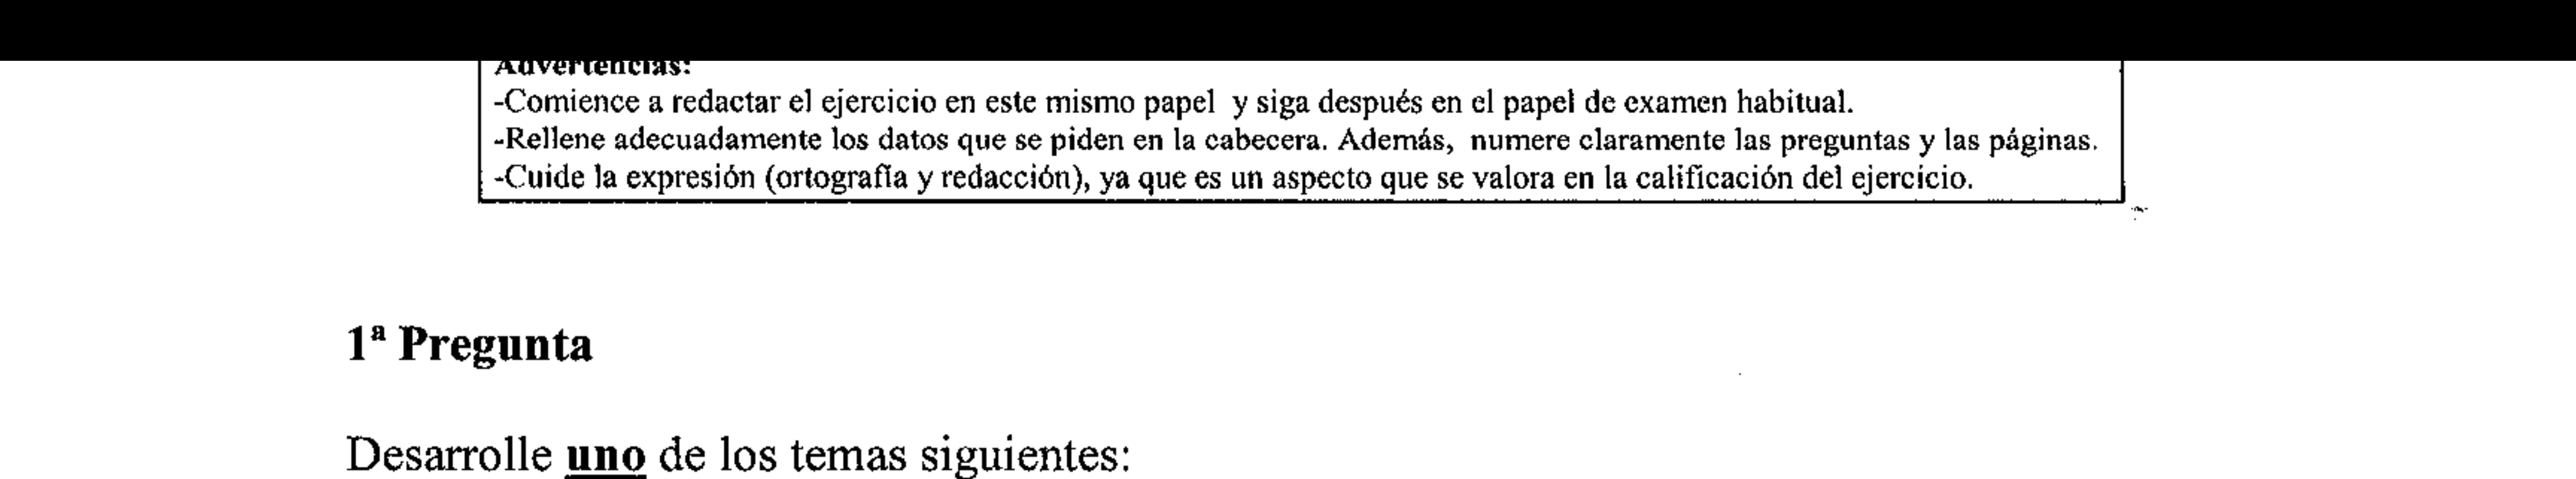 Advertencias:
-Comience a redactar el ejercicio en este mismo papel y siga después en el papel de examen habitual.
-Rellene adecuadamente los datos que se piden en la cabecera. Además, numere claramente las preguntas y las páginas.
-Cuide la expresión (ortografía y redacción), ya que es un aspecto que se valora en la calificación del ejercicio.
1ª Pregunta
Desarrolle uno de los temas siguientes: